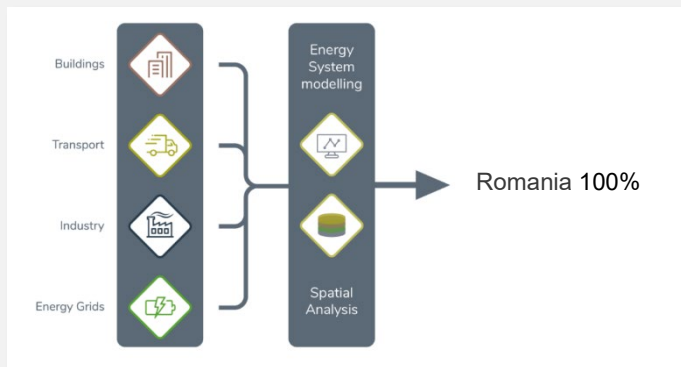 Buildings
Transport
Industry
Energy Grids
Energy
System
modelling
Spatial
Analysis
Romania 100%